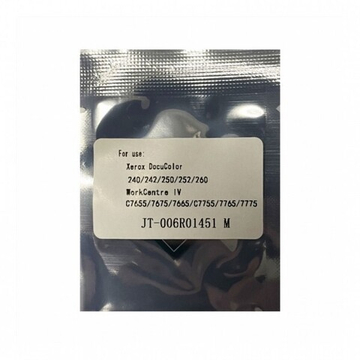 For use:
Xerox DocuColor
240/242/250/252/260
WorkCentre IV
C7655/7675/7665/C7755/7765/7775
JT-006R01451 M